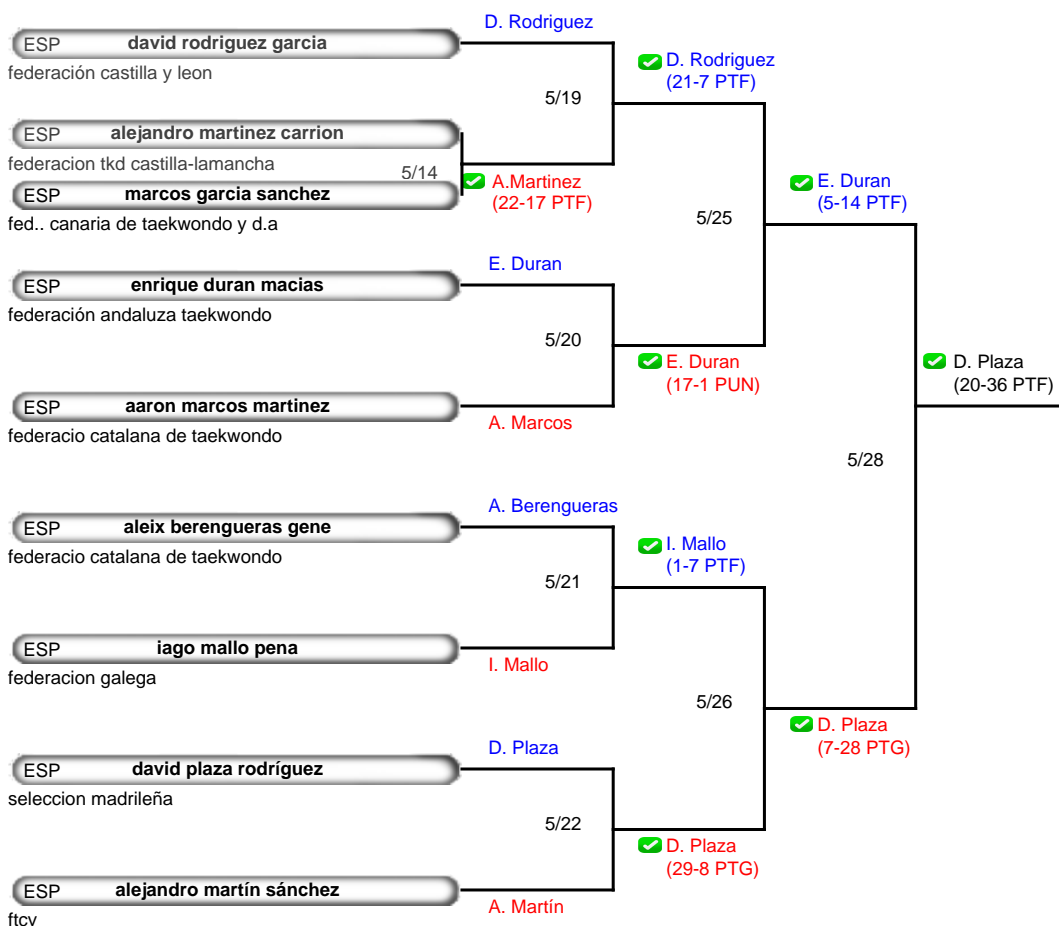 D. Rodriguez
ESP david rodriguez garcia
federación castilla y leon
D. Rodriguez
(21-7 PTF)
5/19
ESP alejandro martinez carrion
federacion tkd castilla-lamancha
5/14
A.Martinez
(22-17 PTF)
ESP marcos garcia sanchez
fed.. canaria de taekwondo y d.a
E. Duran
(5-14 PTF)
5/25
E. Duran
ESP enrique duran macias
federación andaluza taekwondo
5/20
E. Duran
(17-1 PUN)
D. Plaza
(20-36 PTF)
ESP aaron marcos martinez
federacio catalana de taekwondo
A. Marcos
5/28
A. Berengueras
ESP aleix berengueras gene
federacio catalana de taekwondo
I. Mallo
(1-7 PTF)
5/21
ESP iago mallo pena
federacion galega
I. Mallo
5/26
D. Plaza
(7-28 PTG)
D. Plaza
ESP david plaza rodríguez
seleccion madrileña
5/22
D. Plaza
(29-8 PTG)
ESP alejandro martín sánchez
ftcv
A. Martín